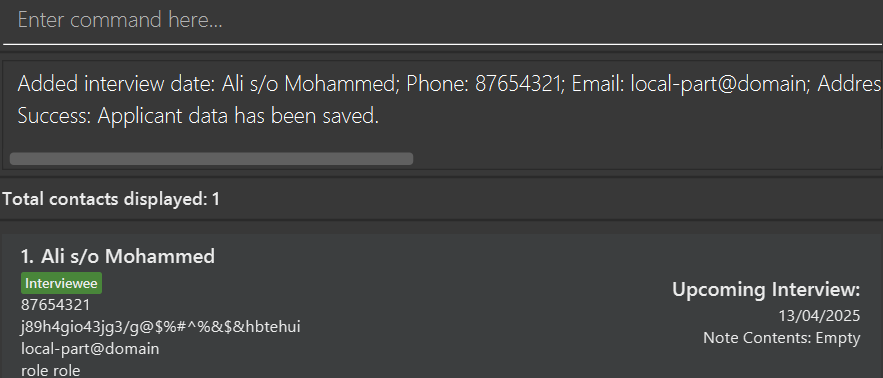 Enter command here...
Added interview date: Ali s/o Mohammed; Phone: 87654321; Email: local-part@domain; Addres
Success: Applicant data has been saved.
Total contacts displayed: 1
1. Ali s/o Mohammed
Interviewee
87654321
j89h4gio43jg3/g@$%#^%&$&hbtehui
local-part@domain
role role
Upcoming Interview:
13/04/2025
Note Contents: Empty